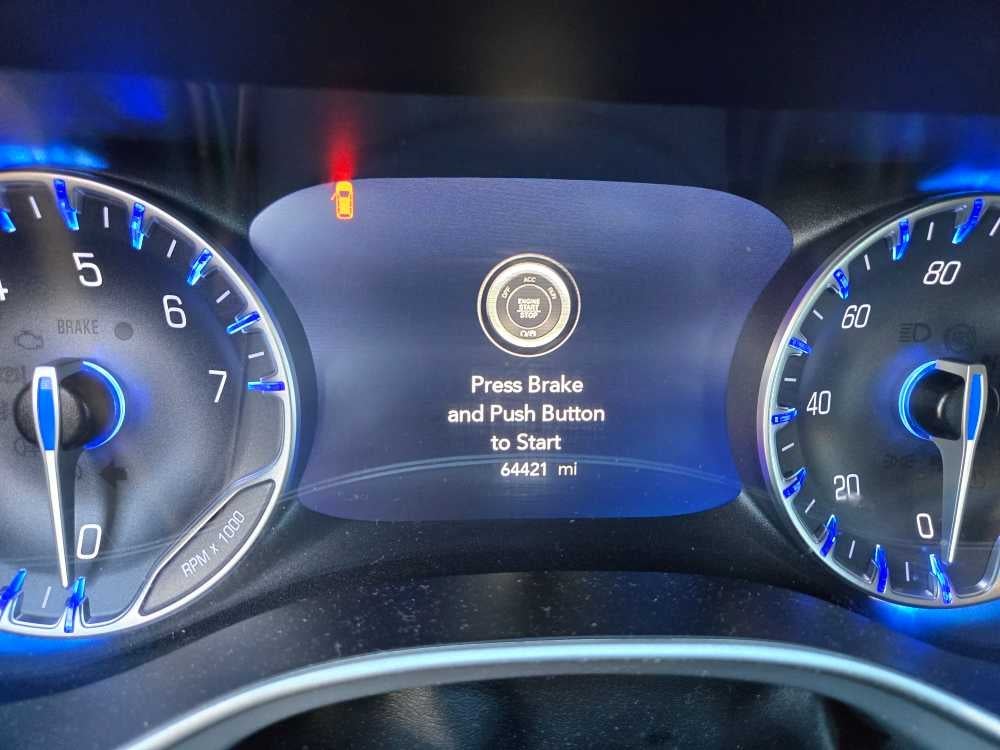 5
6
7
BRAKE
0
RPM x 1000
OFF
ACC
RUN
ENGINE
START
STOP
Press Brake
and Push Button
to Start
64421 mi
80
60
40
20
0